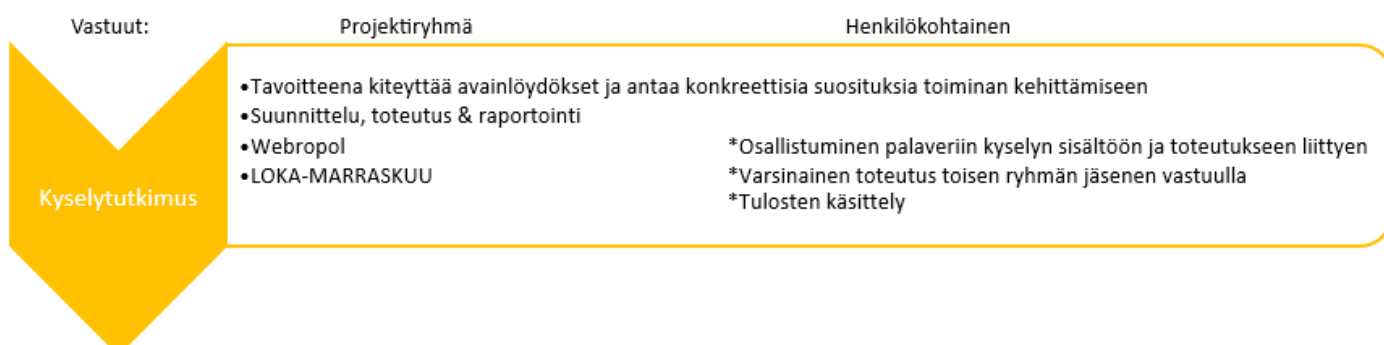 Vastuut: Projektiryhmä Henkilökohtainen
•Tavoitteena kiteyttää avainlöydökset ja antaa konkreettisia suosituksia toiminan kehittämiseen
•Suunnittelu, toteutus & raportointi
•Webropol *Osallistuminen palaveriin kyselyn sisältöön ja toteutukseen liittyen
•LOKA-MARRASKUU *Varsinainen toteutus toisen ryhmän jäsenen vastuulla
Kyselytutkimus
*Tulosten käsittely